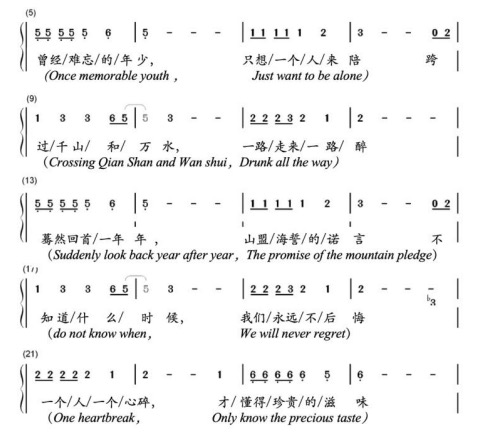 (5)
5 5 5 5 5 6 | 5 - - - | 1 1 1 1 1 2 | 3 - - 0 2 |
曾经/难忘/的/年少, 只想/一个/人/来 陪 跨
(Once memorable youth , Just want to be alone)
(9)
1 3 3 6 5 | 5 3 - - | 2 2 2 3 2 1 | 2 - - - |
过/千山/ 和/ 万 水, 一路/走来/一 路/ 醉
(Crossing Qian Shan and Wan shui, Drunk all the way)
(13)
5 5 5 5 5 6 | 5 - - - | 1 1 1 1 1 2 | 3 - - 0 2 |
蓦然回首/一年 年 , 山盟/海誓/的/诺 言 不
(Suddenly look back year after year, The promise of the mountain pledge)
(17)
1 3 3 6 5 | 5 3 - - | 2 2 2 3 2 1 | 2 - - - ♭3
知 道/什 么/ 时 候, 我们/永远/不/后 悔
(do not know when, We will never regret)
(21)
2 2 2 2 2 1 | 2 - - 1 | 6 6 6 6 6 5 | 6 - - - |
一个/人/一个/心碎, 才/懂得/珍贵/的/滋 味
(One heartbreak, Only know the precious taste)